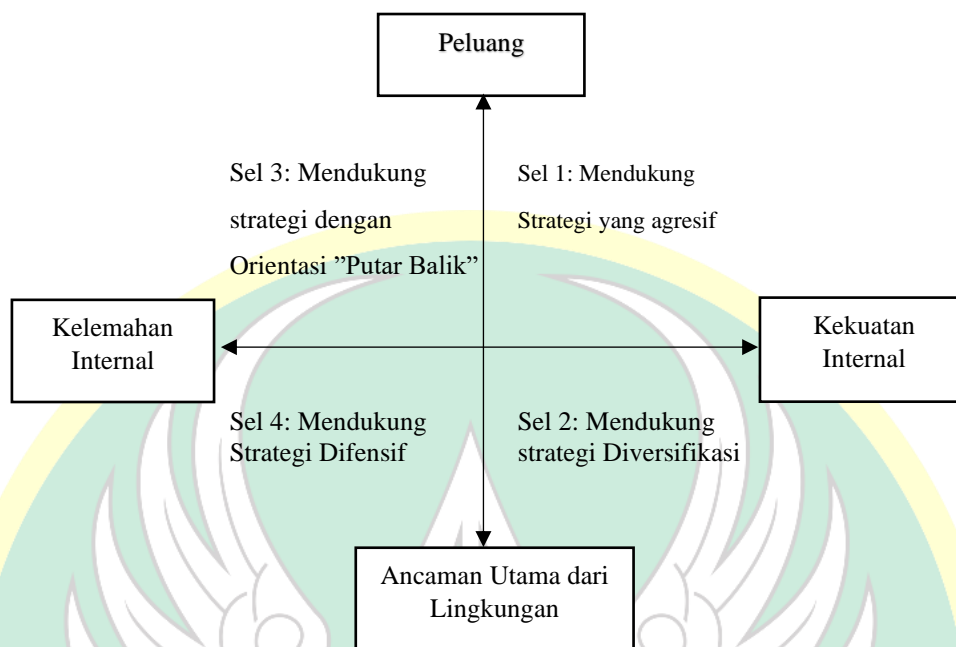 Peluang
Sel 3: Mendukung
strategi dengan
Orientasi ”Putar Balik”
Sel 1: Mendukung
Strategi yang agresif
Kelemahan
Internal
Kekuatan
Internal
Sel 4: Mendukung
Strategi Difensif
Sel 2: Mendukung
strategi Diversifikasi
Ancaman Utama dari
Lingkungan